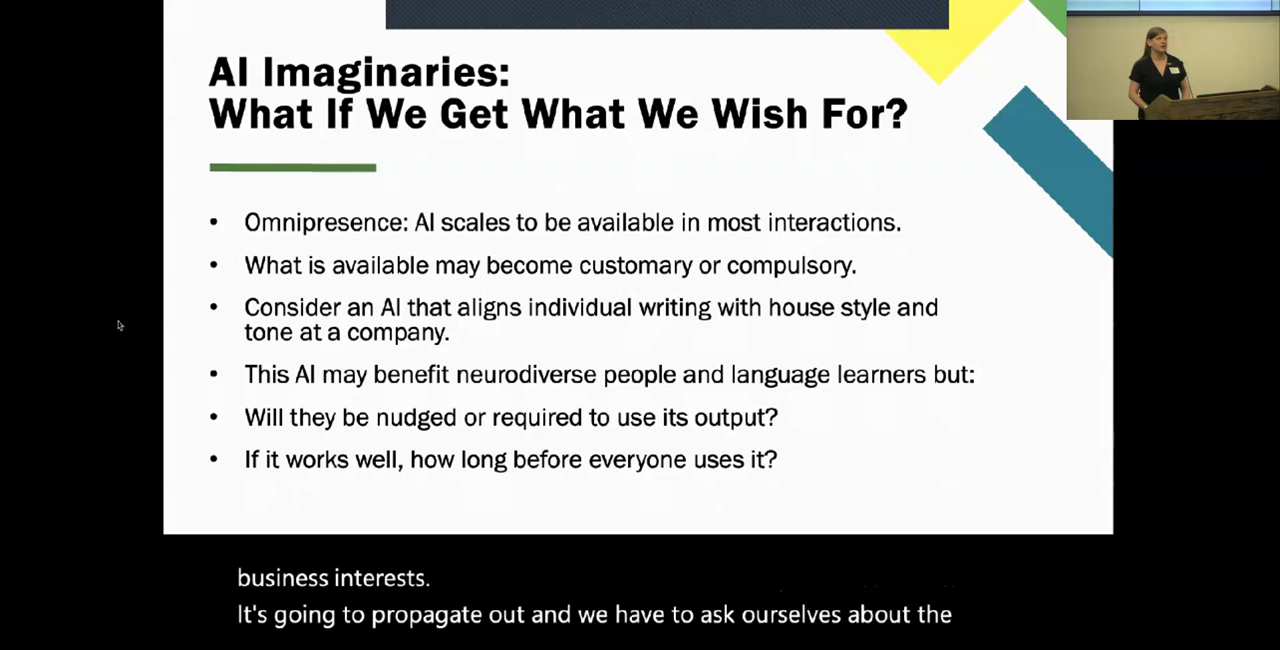 AI Imaginaries:
What If We Get What We Wish For?
• Omnipresence: AI scales to be available in most interactions.
• What is available may become customary or compulsory.
• Consider an AI that aligns individual writing with house style and
tone at a company.
• This AI may benefit neurodiverse people and language learners but:
• Will they be nudged or required to use its output?
• If it works well, how long before everyone uses it?
business interests.
It's going to propagate out and we have to ask ourselves about the